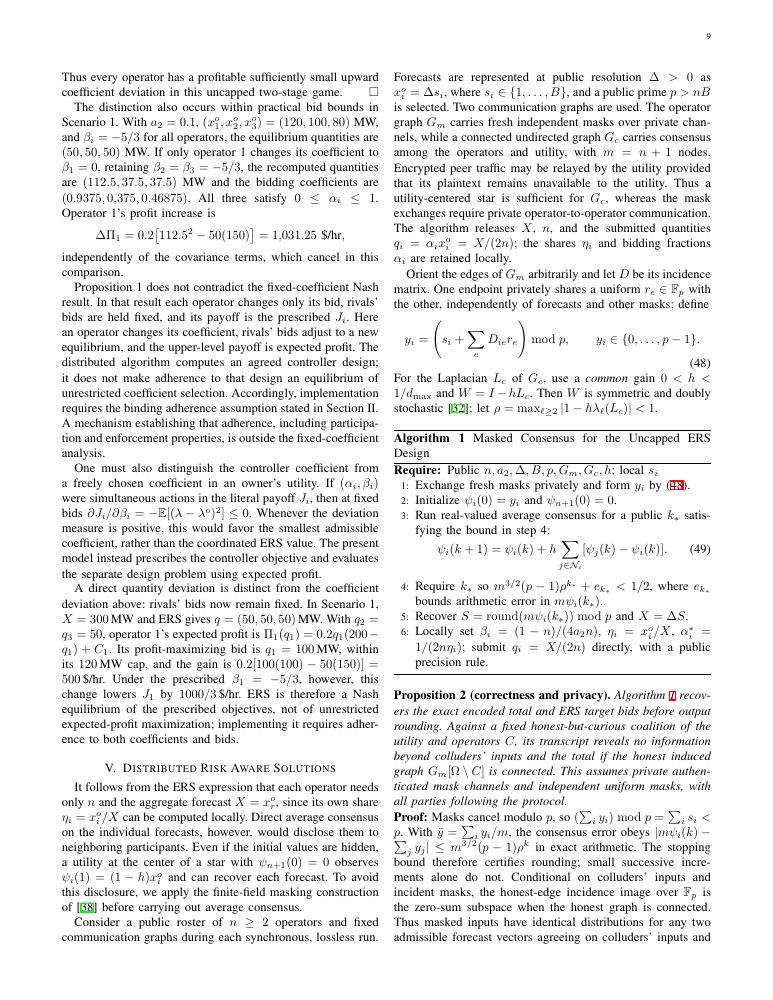 9
Thus every operator has a profitable sufficiently small upward
coefficient deviation in this uncapped two-stage game. □
The distinction also occurs within practical bid bounds in
Scenario 1. With a₂ = 0.1, (x₁ᵒ, x₂ᵒ, x₃ᵒ) = (120, 100, 80) MW,
and βᵢ = −5/3 for all operators, the equilibrium quantities are
(50, 50, 50) MW. If only operator 1 changes its coefficient to
β₁ = 0, retaining β₂ = β₃ = −5/3, the recomputed quantities
are (112.5, 37.5, 37.5) MW and the bidding coefficients are
(0.9375, 0.375, 0.46875). All three satisfy 0 ≤ αᵢ ≤ 1.
Operator 1's profit increase is
ΔΠ₁ = 0.2[112.5² − 50(150)] = 1,031.25 $/hr,
independently of the covariance terms, which cancel in this
comparison.
Proposition 1 does not contradict the fixed-coefficient Nash
result. In that result each operator changes only its bid, rivals'
bids are held fixed, and its payoff is the prescribed Jᵢ. Here
an operator changes its coefficient, rivals' bids adjust to a new
equilibrium, and the upper-level payoff is expected profit. The
distributed algorithm computes an agreed controller design;
it does not make adherence to that design an equilibrium of
unrestricted coefficient selection. Accordingly, implementation
requires the binding adherence assumption stated in Section II.
A mechanism establishing that adherence, including participa-
tion and enforcement properties, is outside the fixed-coefficient
analysis.
One must also distinguish the controller coefficient from
a freely chosen coefficient in an owner's utility. If (αᵢ, βᵢ)
were simultaneous actions in the literal payoff Jᵢ, then at fixed
bids ∂Jᵢ/∂βᵢ = −𝔼[(λ − λᵒ)²] ≤ 0. Whenever the deviation
measure is positive, this would favor the smallest admissible
coefficient, rather than the coordinated ERS value. The present
model instead prescribes the controller objective and evaluates
the separate design problem using expected profit.
A direct quantity deviation is distinct from the coefficient
deviation above: rivals' bids now remain fixed. In Scenario 1,
X = 300 MW and ERS gives q = (50, 50, 50) MW. With q₂ =
q₃ = 50, operator 1's expected profit is Π₁(q₁) = 0.2q₁(200 −
q₁) + C₁. Its profit-maximizing bid is q₁ = 100 MW, within
its 120 MW cap, and the gain is 0.2[100(100) − 50(150)] =
500 $/hr. Under the prescribed β₁ = −5/3, however, this
change lowers J₁ by 1000/3 $/hr. ERS is therefore a Nash
equilibrium of the prescribed objectives, not of unrestricted
expected-profit maximization; implementing it requires adher-
ence to both coefficients and bids.
V. DISTRIBUTED RISK AWARE SOLUTIONS
It follows from the ERS expression that each operator needs
only n and the aggregate forecast X = xᵣᵒ, since its own share
ηᵢ = xᵢᵒ/X can be computed locally. Direct average consensus
on the individual forecasts, however, would disclose them to
neighboring participants. Even if the initial values are hidden,
a utility at the center of a star with ψₙ₊₁(0) = 0 observes
ψᵢ(1) = (1 − h)xᵢᵒ and can recover each forecast. To avoid
this disclosure, we apply the finite-field masking construction
of [38] before carrying out average consensus.
Consider a public roster of n ≥ 2 operators and fixed
communication graphs during each synchronous, lossless run.
Forecasts are represented at public resolution Δ > 0 as
xᵢᵒ = Δsᵢ, where sᵢ ∈ {1, . . . , B}, and a public prime p > nB
is selected. Two communication graphs are used. The operator
graph Gₘ carries fresh independent masks over private chan-
nels, while a connected undirected graph G_c carries consensus
among the operators and utility, with m = n + 1 nodes.
Encrypted peer traffic may be relayed by the utility provided
that its plaintext remains unavailable to the utility. Thus a
utility-centered star is sufficient for G_c, whereas the mask
exchanges require private operator-to-operator communication.
The algorithm releases X, n, and the submitted quantities
qᵢ = αᵢxᵢᵒ = X/(2n); the shares ηᵢ and bidding fractions
αᵢ are retained locally.
Orient the edges of Gₘ arbitrarily and let D be its incidence
matrix. One endpoint privately shares a uniform rₑ ∈ 𝔽ₚ with
the other, independently of forecasts and other masks; define
yᵢ = (sᵢ + ∑ₑ Dᵢₑrₑ) mod p, yᵢ ∈ {0, . . . , p − 1}.
(48)
For the Laplacian L_c of G_c, use a common gain 0 < h <
1/d_max and W = I − hL_c. Then W is symmetric and doubly
stochastic [32]; let ρ = max_{ℓ≥2} |1 − hλ_ℓ(L_c)| < 1.
Algorithm 1 Masked Consensus for the Uncapped ERS
Design
Require: Public n, a₂, Δ, B, p, Gₘ, G_c, h; local sᵢ
1: Exchange fresh masks privately and form yᵢ by (48).
2: Initialize ψᵢ(0) = yᵢ and ψₙ₊₁(0) = 0.
3: Run real-valued average consensus for a public k_* satis-
fying the bound in step 4:
ψᵢ(k + 1) = ψᵢ(k) + h ∑_{j∈𝒩ᵢ} [ψⱼ(k) − ψᵢ(k)]. (49)
4: Require k_* so m^{3/2}(p − 1)ρ^{k_*} + e_{k_*} < 1/2, where e_{k_*}
bounds arithmetic error in mψᵢ(k_*).
5: Recover S = round(mψᵢ(k_*)) mod p and X = ΔS.
6: Locally set βᵢ = (1 − n)/(4a₂n), ηᵢ = xᵢᵒ/X, αᵢ* =
1/(2nηᵢ); submit qᵢ = X/(2n) directly, with a public
precision rule.
Proposition 2 (correctness and privacy). Algorithm 1 recov-
ers the exact encoded total and ERS target bids before output
rounding. Against a fixed honest-but-curious coalition of the
utility and operators C, its transcript reveals no information
beyond colluders' inputs and the total if the honest induced
graph Gₘ[Ω \ C] is connected. This assumes private authen-
ticated mask channels and independent uniform masks, with
all parties following the protocol.
Proof: Masks cancel modulo p, so (∑ᵢ yᵢ) mod p = ∑ᵢ sᵢ <
p. With ȳ = ∑ᵢ yᵢ/m, the consensus error obeys |mψᵢ(k) −
∑ⱼ yⱼ| ≤ m^{3/2}(p − 1)ρᵏ in exact arithmetic. The stopping
bound therefore certifies rounding; small successive incre-
ments alone do not. Conditional on colluders' inputs and
incident masks, the honest-edge incidence image over 𝔽ₚ is
the zero-sum subspace when the honest graph is connected.
Thus masked inputs have identical distributions for any two
admissible forecast vectors agreeing on colluders' inputs and